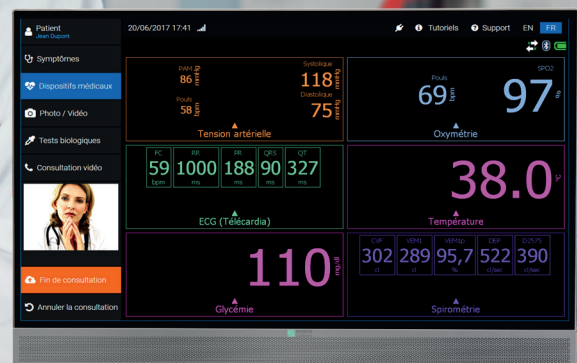 Patient
Jean Dupont
20/06/2017 17:41
Tutoriels
Support
EN
FR
Symptômes
Dispositifs médicaux
Photo / Vidéo
Tests biologiques
Consultation vidéo
Fin de consultation
Annuler la consultation
PAM
86 mmHg
Pouls
58 bpm
Systolique
118 mmHg
Diastolique
75 mmHg
Tension artérielle
Pouls
69 bpm
SPO2
97 %
Oxymétrie
FC RR PR QRS QT
59 1000 188 90 327
bpm ms ms ms ms
ECG (Télécardia)
38.0
Température
110
Glycémie
CVF VEM1 VEM1p DEP D2575
302 289 95,7 522 390
cl cl % cl/sec cl/sec
Spirométrie